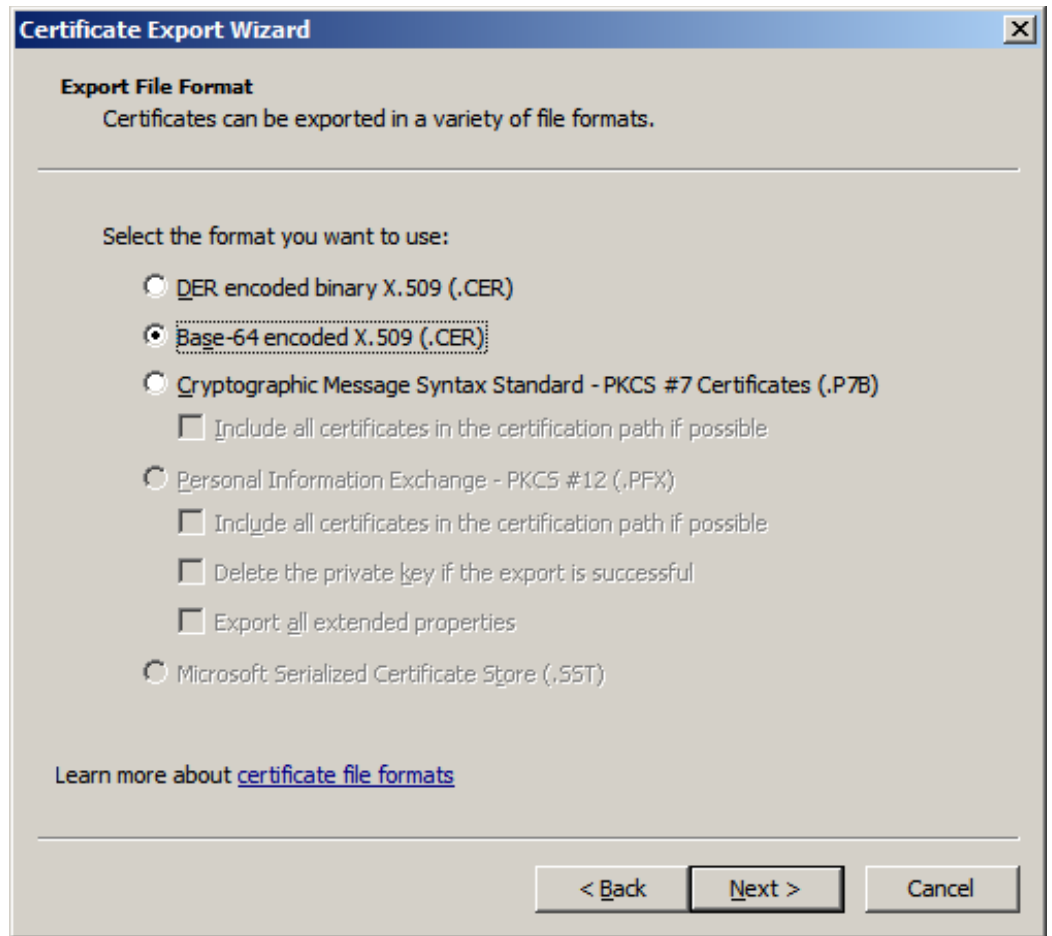 Certificate Export Wizard
Export File Format
Certificates can be exported in a variety of file formats.
Select the format you want to use:
DER encoded binary X.509 (.CER)
Base-64 encoded X.509 (.CER)
Cryptographic Message Syntax Standard - PKCS #7 Certificates (.P7B)
Include all certificates in the certification path if possible
Personal Information Exchange - PKCS #12 (.PFX)
Include all certificates in the certification path if possible
Delete the private key if the export is successful
Export all extended properties
Microsoft Serialized Certificate Store (.SST)
Learn more about certificate file formats
< Back Next > Cancel